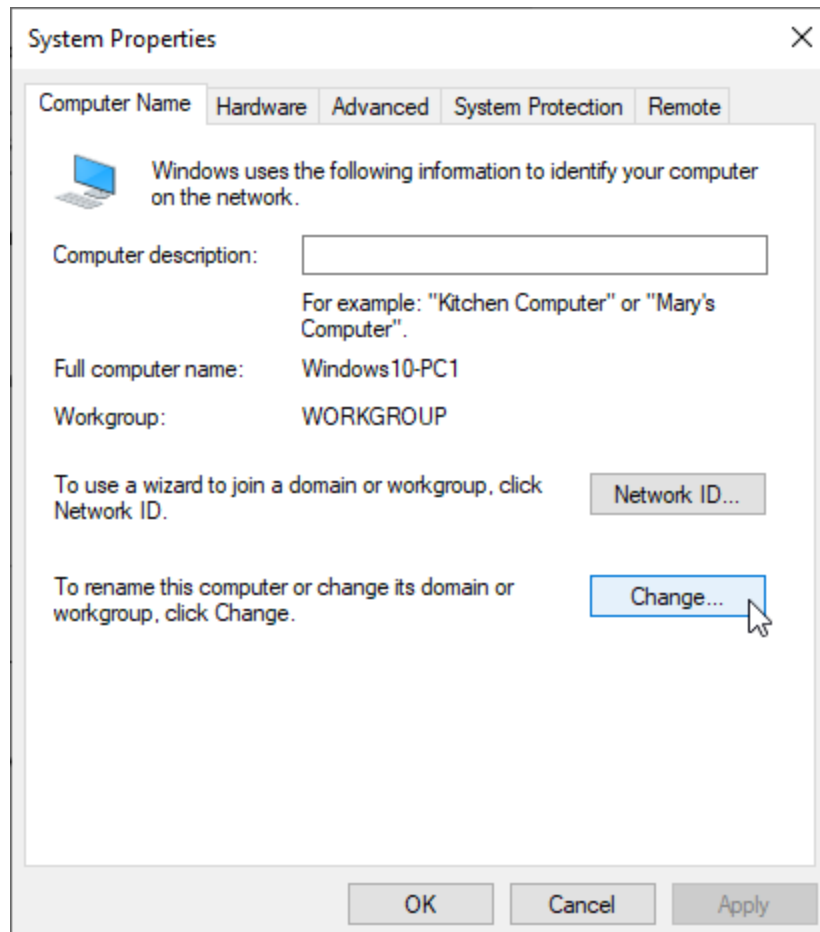 System Properties
Computer Name
Hardware
Advanced
System Protection
Remote
Windows uses the following information to identify your computer
on the network.
Computer description:
For example: "Kitchen Computer" or "Mary's
Computer".
Full computer name:
Windows10-PC1
Workgroup:
WORKGROUP
To use a wizard to join a domain or workgroup, click
Network ID.
Network ID...
To rename this computer or change its domain or
workgroup, click Change.
Change...
OK
Cancel
Apply